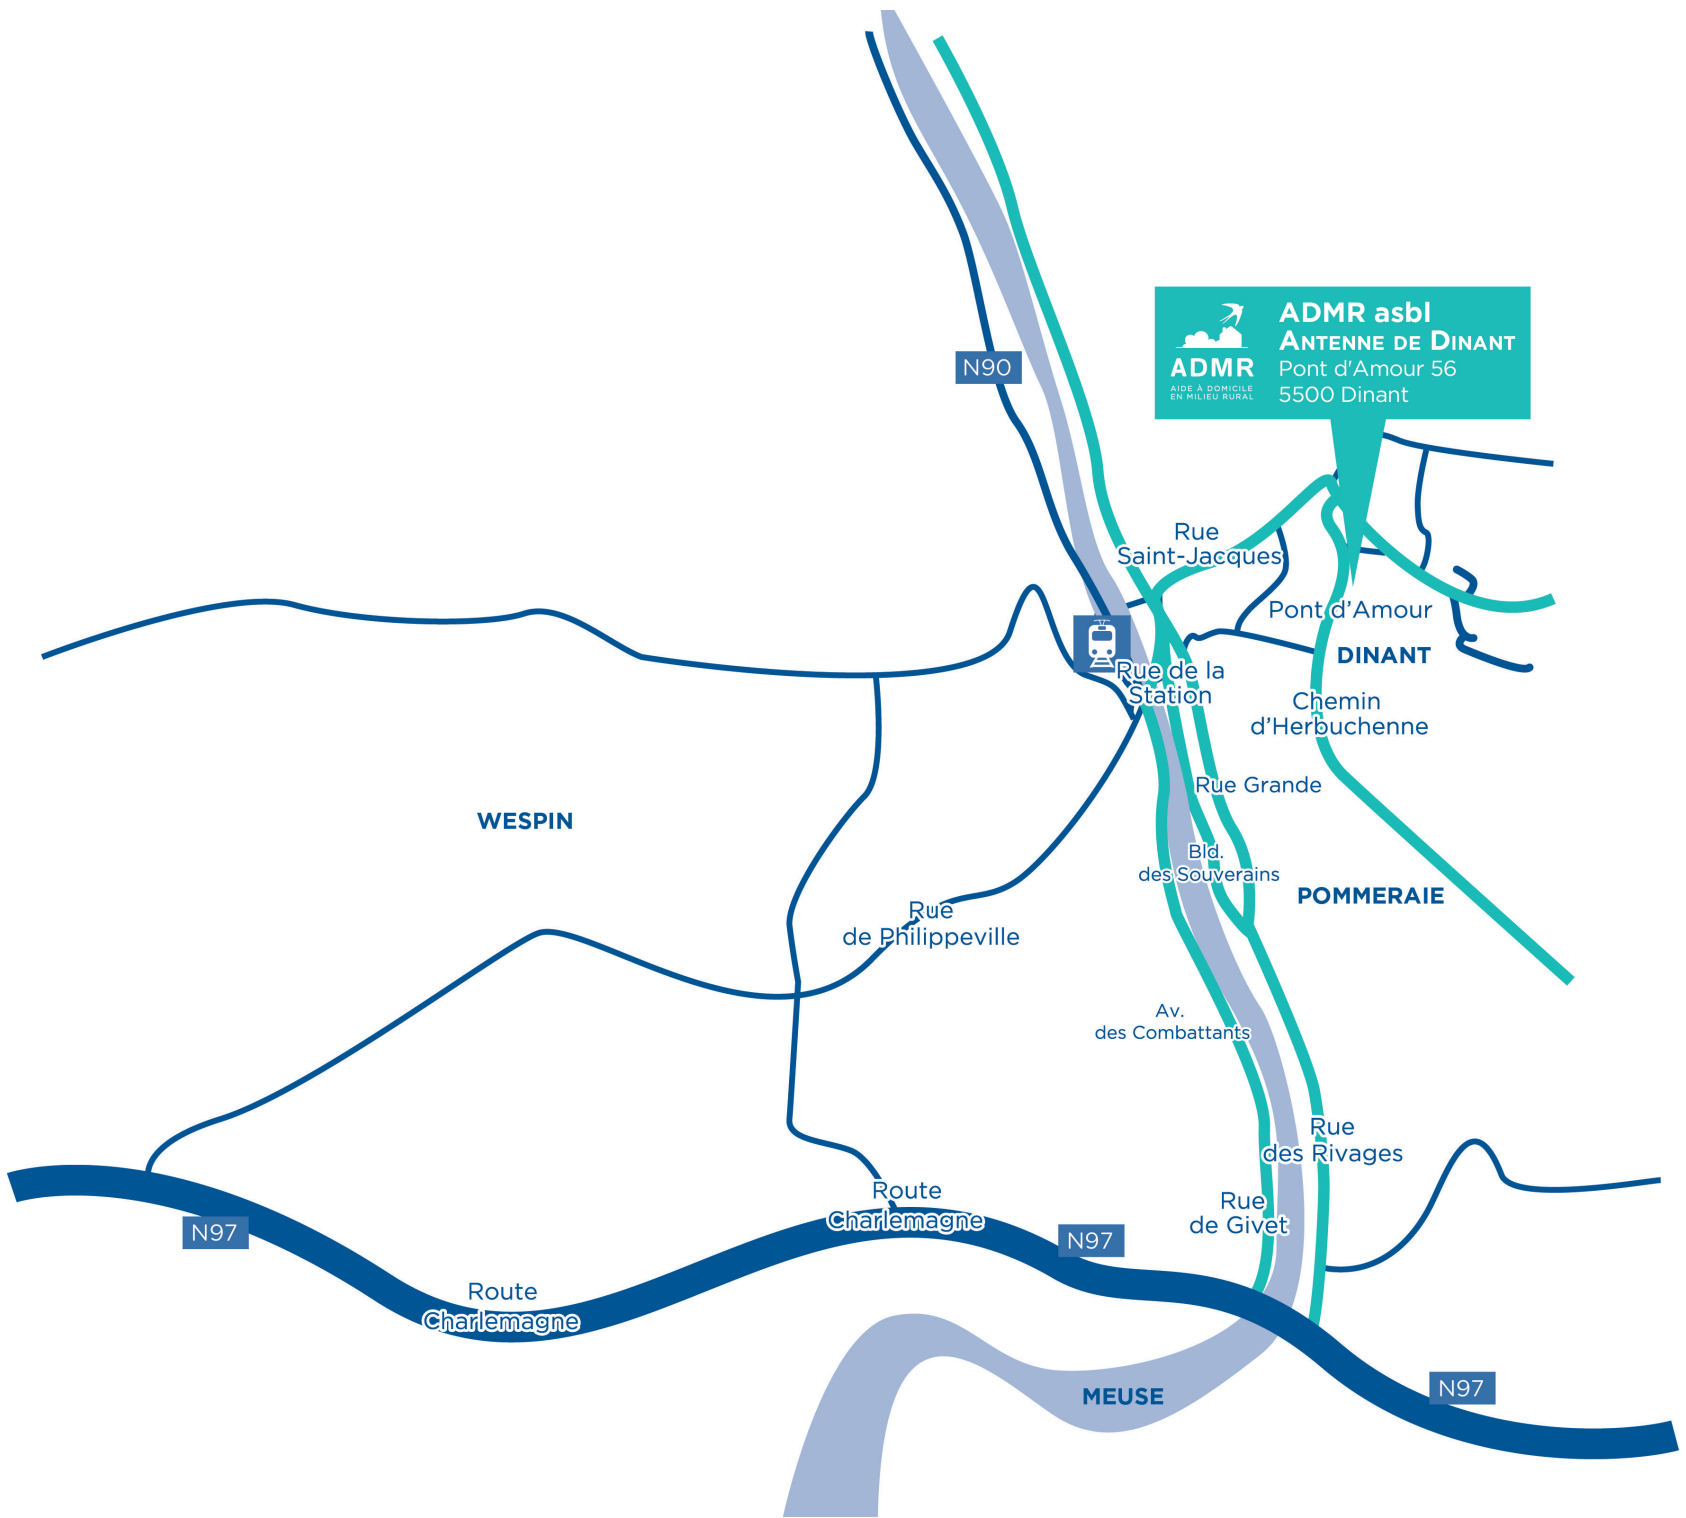 N90
ADMR
AIDE À DOMICILE
EN MILIEU RURAL
ADMR asbl
ANTENNE DE DINANT
Pont d'Amour 56
5500 Dinant
Rue
Saint-Jacques
Pont d'Amour
DINANT
Rue de la
Station
Chemin
d'Herbuchenne
Rue Grande
WESPIN
Bld.
des Souverains
POMMERAIE
Rue
de Philippeville
Av.
des Combattants
Rue
des Rivages
Rue
de Givet
Route
Charlemagne
N97
N97
Route
Charlemagne
MEUSE
N97